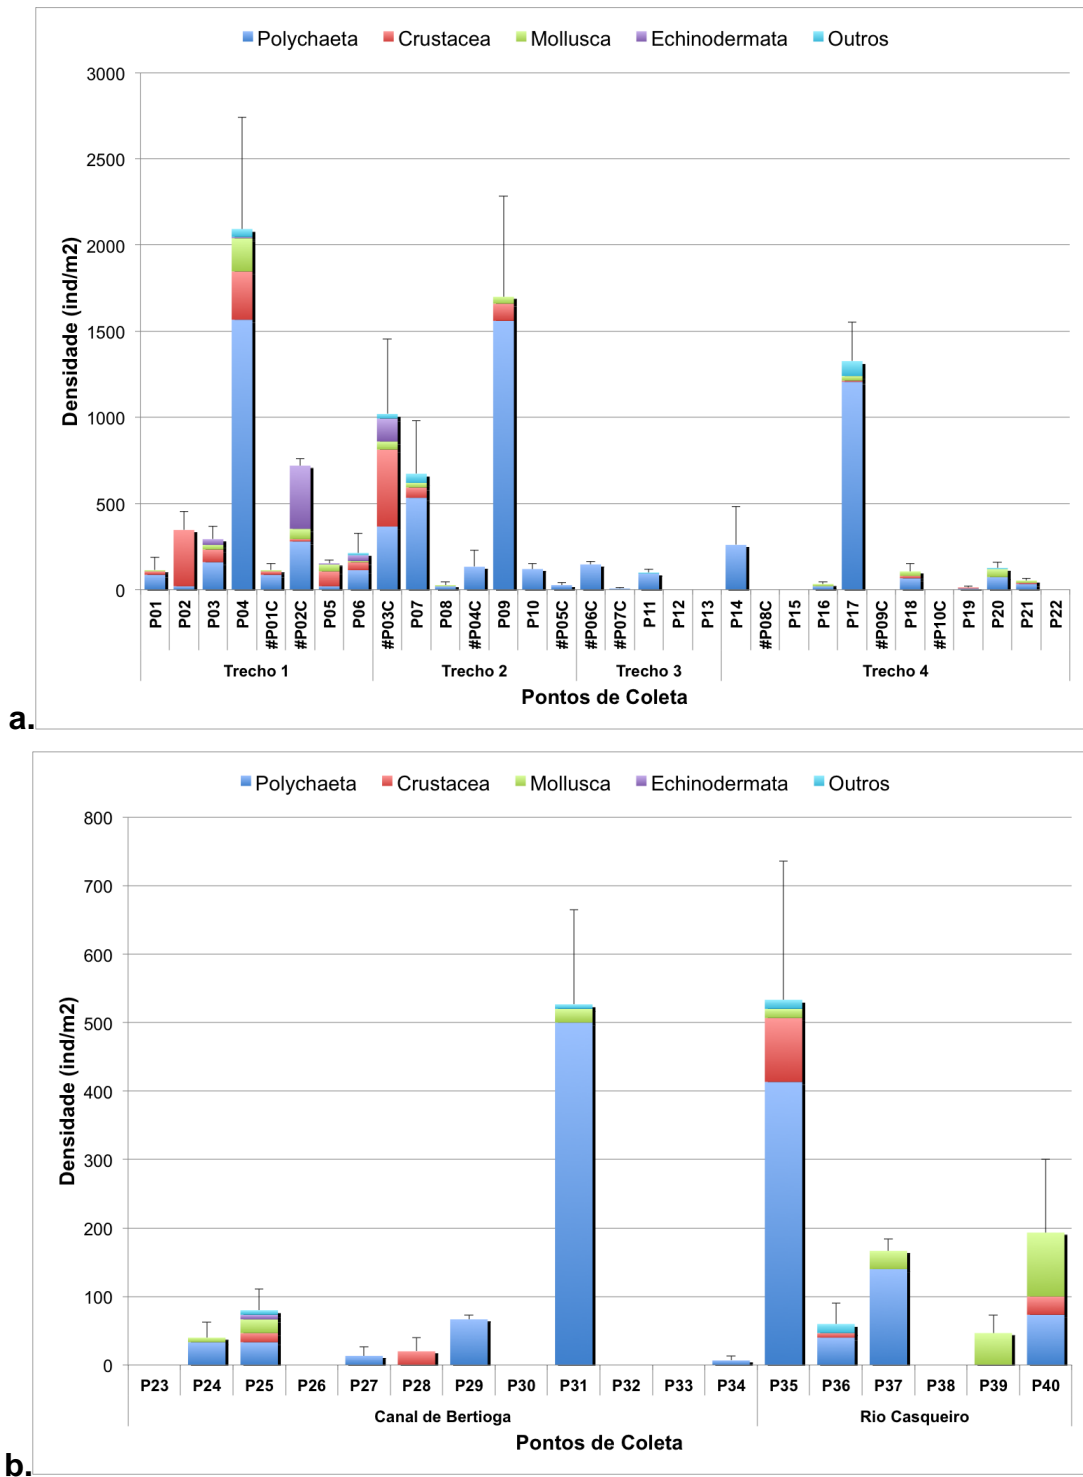 Polychaeta Crustacea Mollusca Echinodermata Outros
3000
2500
2000
1500
1000
500
0
Densidade (ind/m2)
P01 P02 P03 P04 #P01C #P02C P05 P06 #P03C P07 P08 #P04C P09 P10 #P05C #P06C #P07C P11 P12 P13 P14 #P08C P15 P16 P17 #P09C P18 #P10C P19 P20 P21 P22
Trecho 1 Trecho 2 Trecho 3 Trecho 4
Pontos de Coleta
a.
Polychaeta Crustacea Mollusca Echinodermata Outros
800
700
600
500
400
300
200
100
0
Densidade (ind/m2)
P23 P24 P25 P26 P27 P28 P29 P30 P31 P32 P33 P34 P35 P36 P37 P38 P39 P40
Canal de Bertioga Rio Casqueiro
Pontos de Coleta
b.